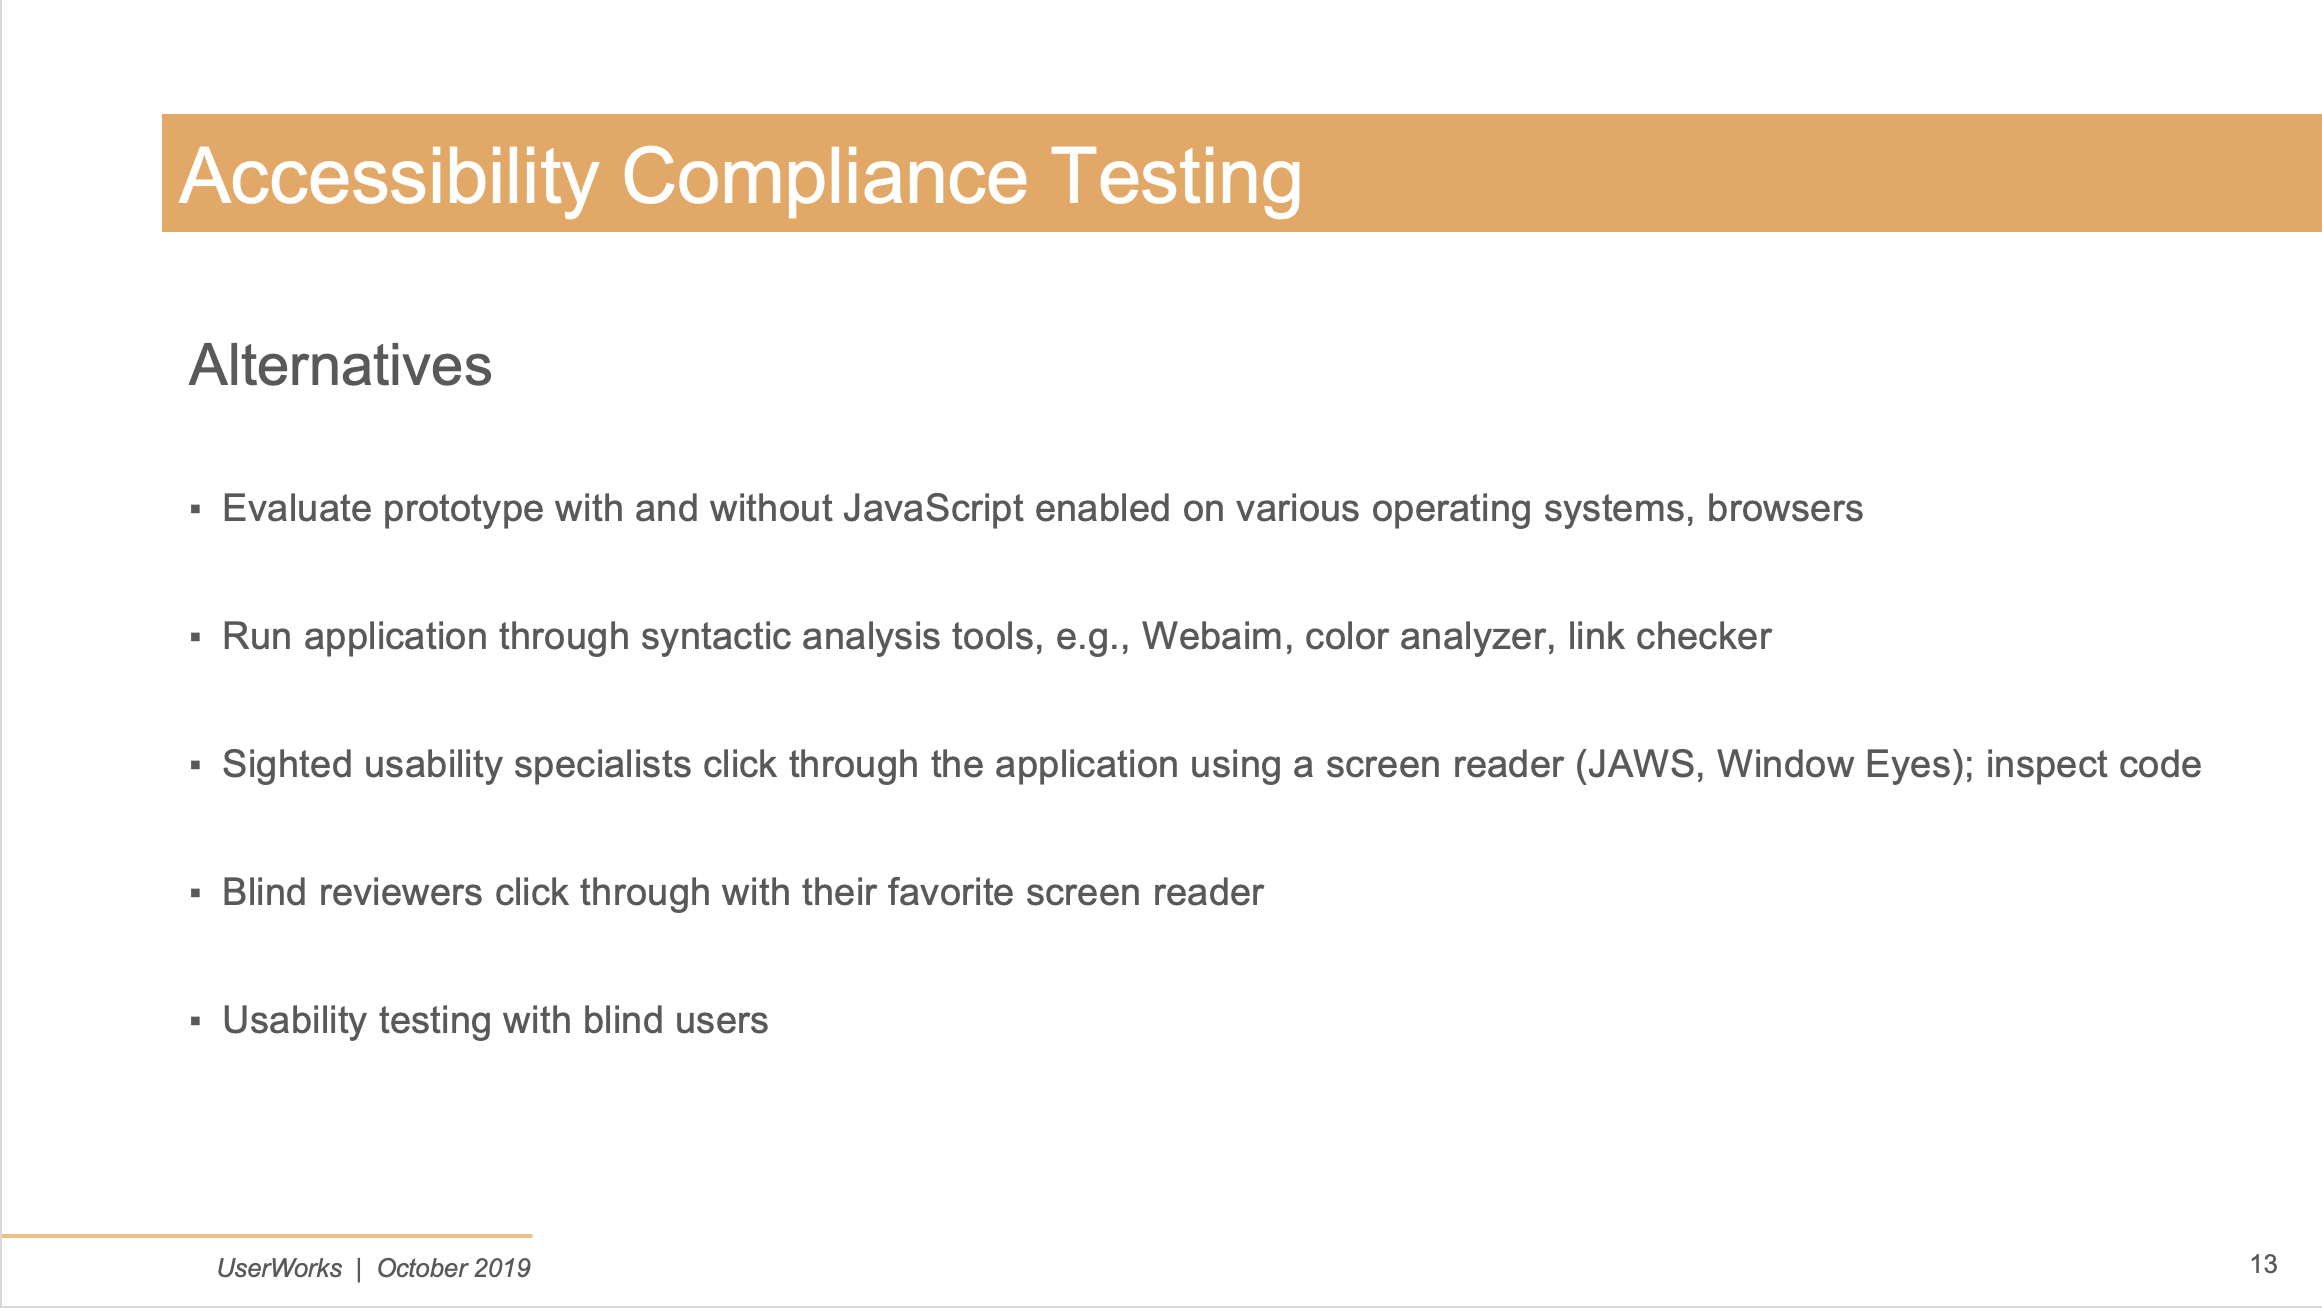 Accessibility Compliance Testing
Alternatives
▪ Evaluate prototype with and without JavaScript enabled on various operating systems, browsers
▪ Run application through syntactic analysis tools, e.g., Webaim, color analyzer, link checker
▪ Sighted usability specialists click through the application using a screen reader (JAWS, Window Eyes); inspect code
▪ Blind reviewers click through with their favorite screen reader
▪ Usability testing with blind users
UserWorks | October 2019
13